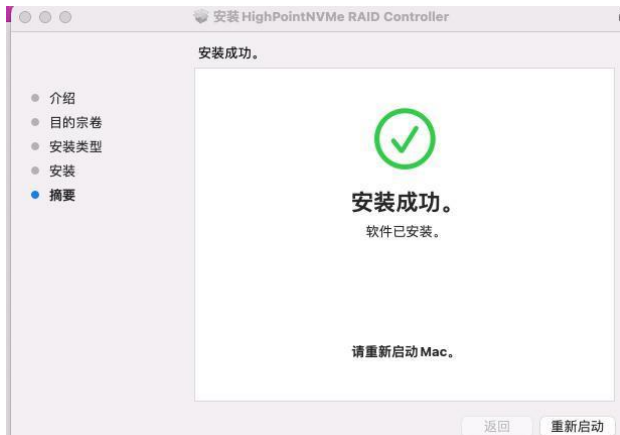 安装 HighPointNVMe RAID Controller
安装成功。
介绍
目的宗卷
安装类型
安装
摘要
安装成功。
软件已安装。
请重新启动 Mac。
返回
重新启动